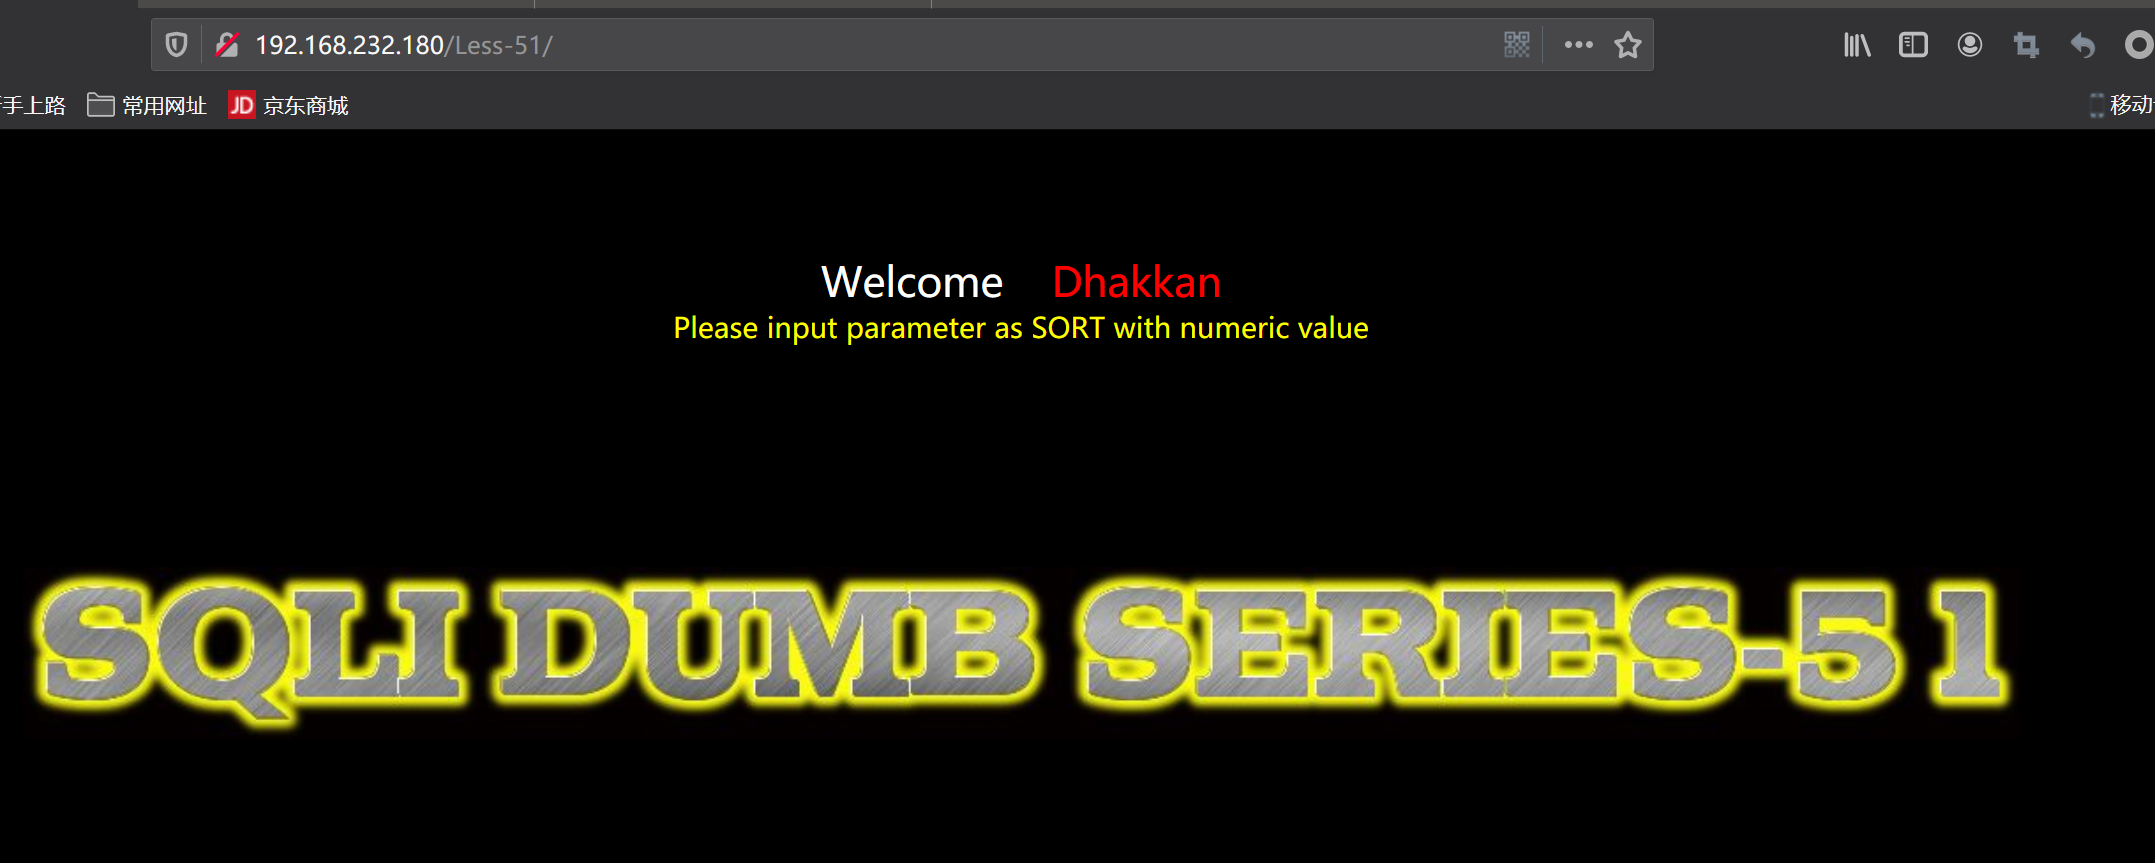 192.168.232.180/Less-51/
手上路 常用网址 JD 京东商城 移动
Welcome Dhakkan
Please input parameter as SORT with numeric value
SQLI DUMB SERIES-51